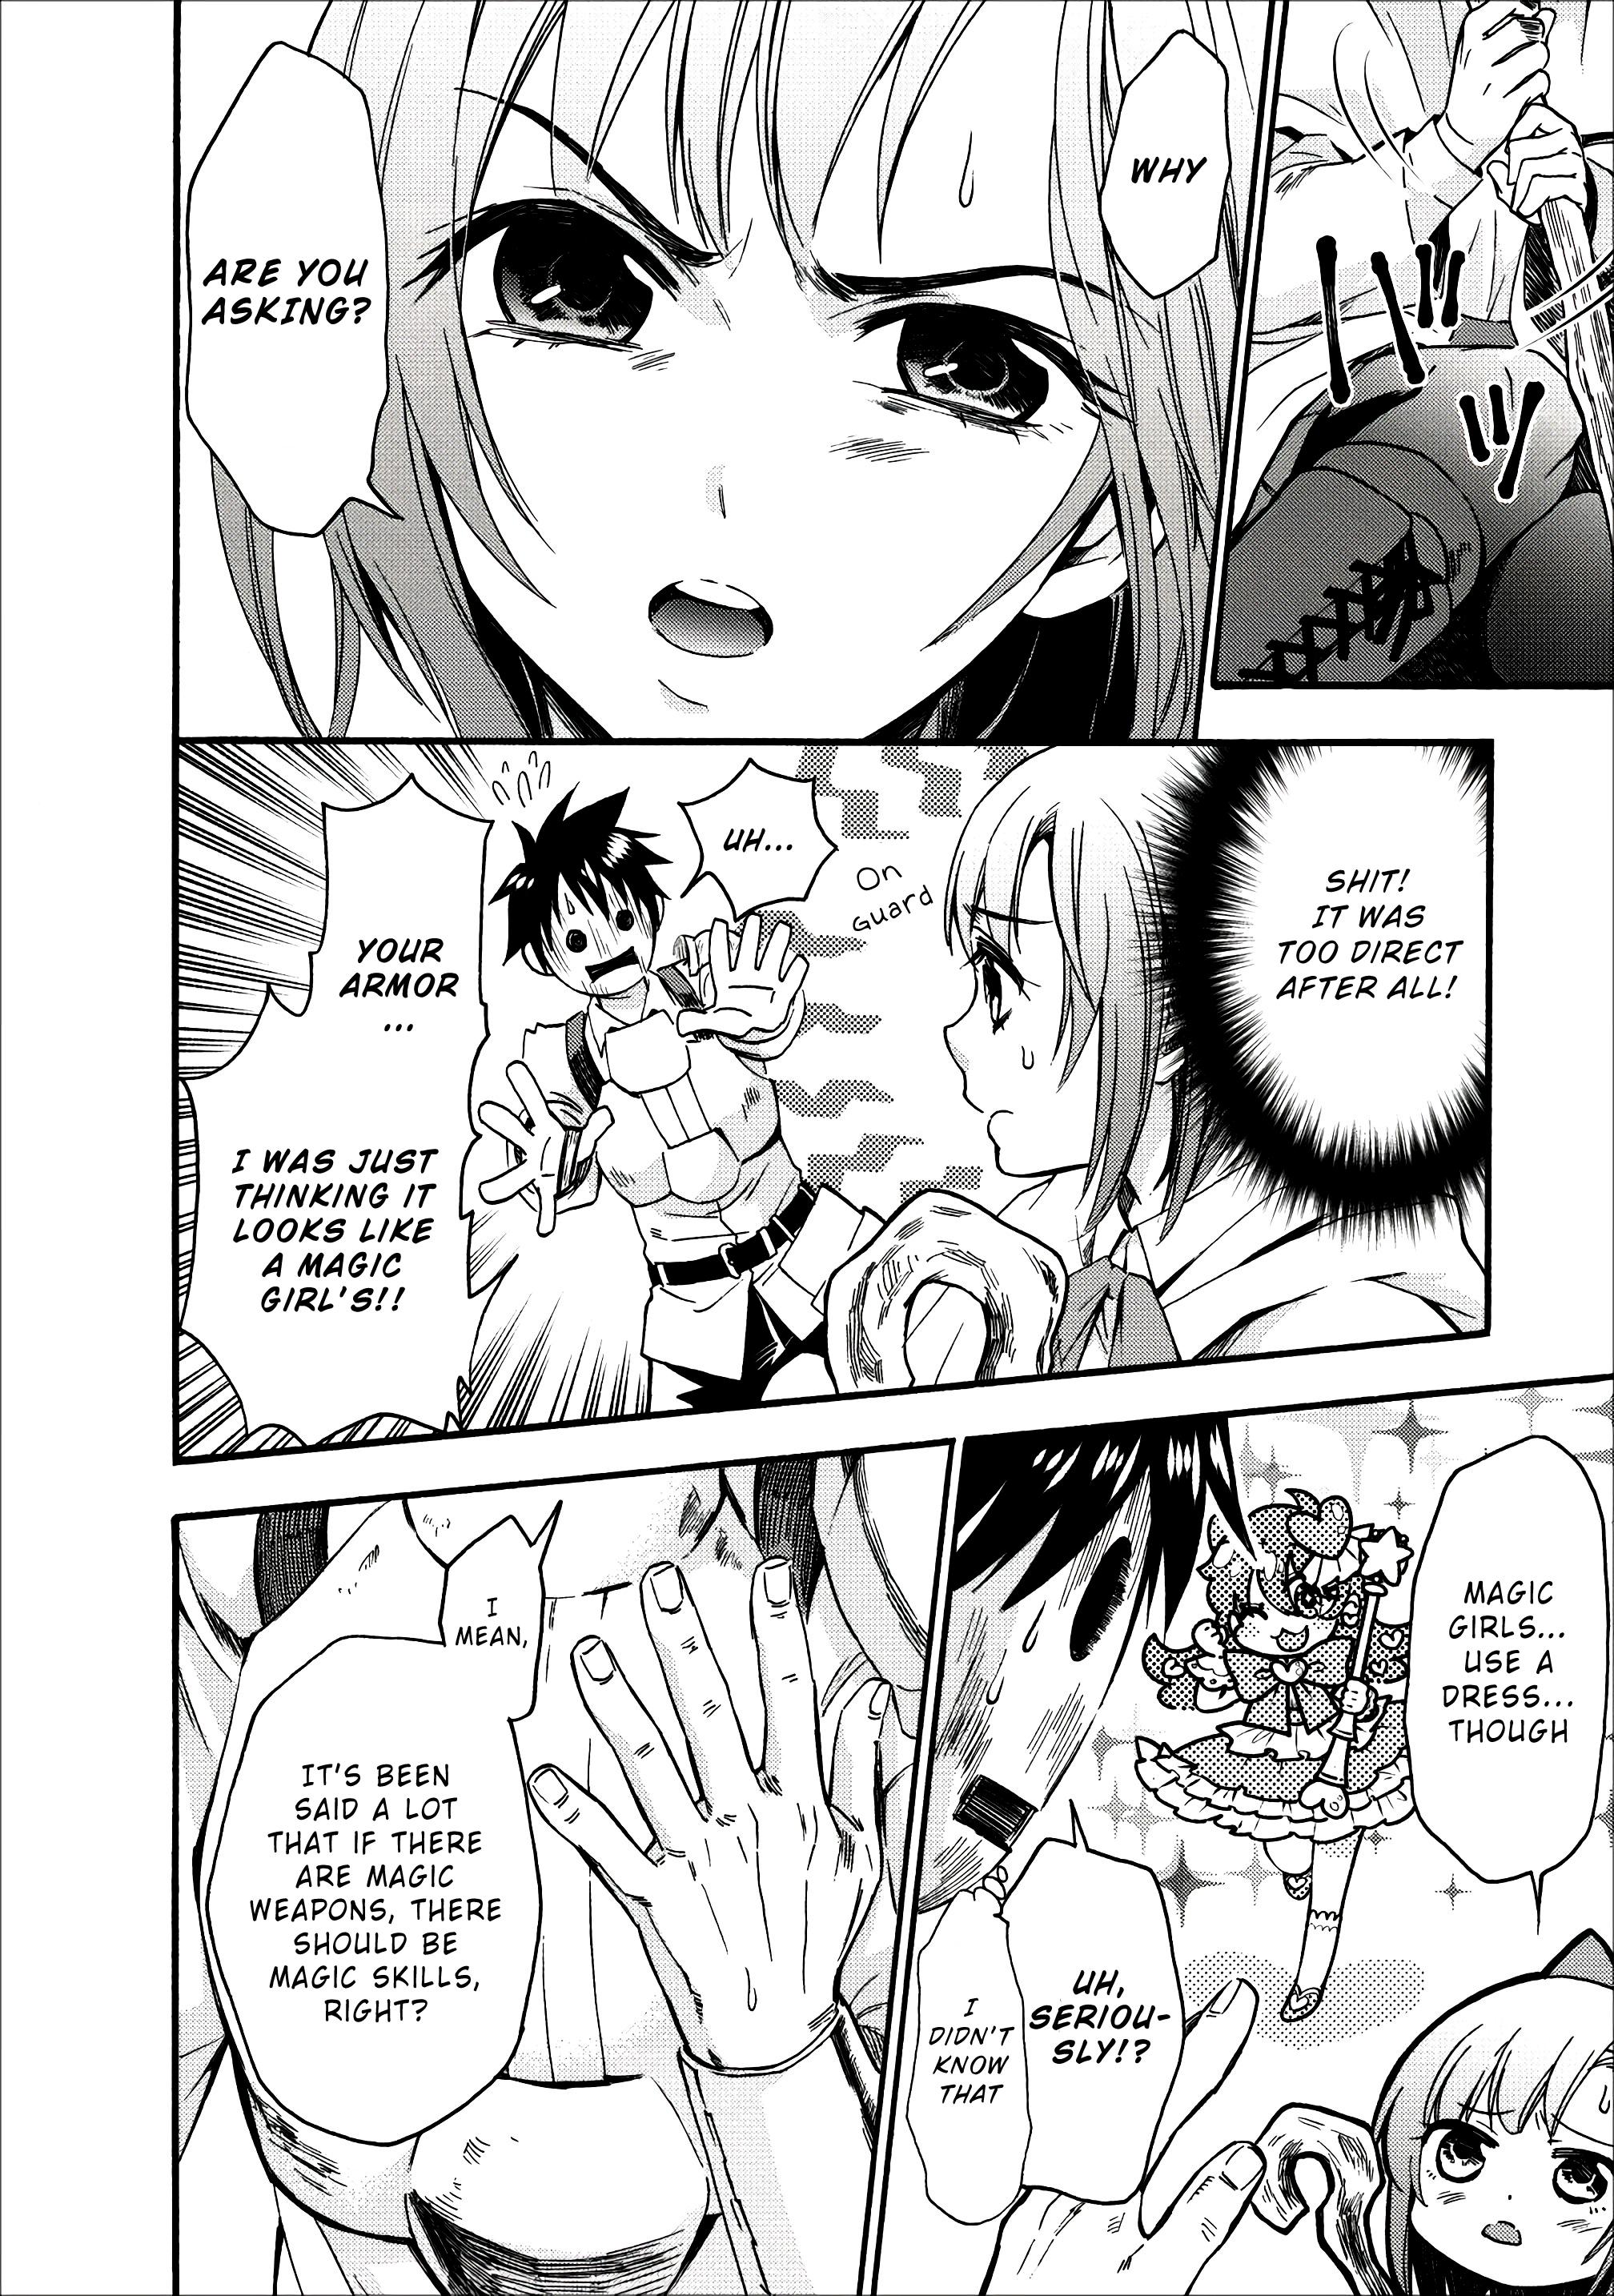 WHY
ARE YOU
ASKING?
ツ
ツ
SHIT!
IT WAS
TOO DIRECT
AFTER ALL!
On
Guard
UH...
YOUR
ARMOR
...
I WAS JUST
THINKING IT
LOOKS LIKE
A MAGIC
GIRL'S!!
MAGIC
GIRLS...
USE A
DRESS...
THOUGH
UH,
SERIOU-
SLY!?
I
DIDN'T
KNOW
THAT
I
MEAN,
IT'S BEEN
SAID A LOT
THAT IF THERE
ARE MAGIC
WEAPONS, THERE
SHOULD BE
MAGIC SKILLS,
RIGHT?